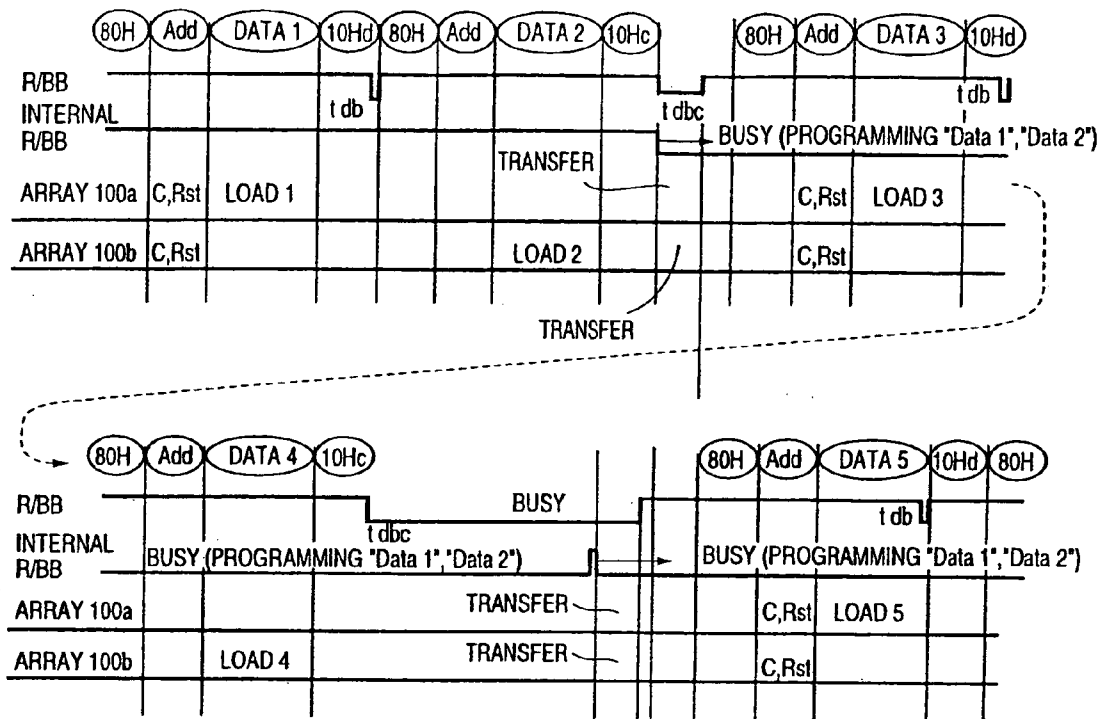 80H Add DATA 1 10Hd 80H Add DATA 2 10Hc 80H Add DATA 3 10Hd
R/BB
t db t dbc t db
INTERNAL
R/BB
BUSY (PROGRAMMING "Data 1","Data 2")
TRANSFER
ARRAY 100a C,Rst LOAD 1 C,Rst LOAD 3
ARRAY 100b C,Rst LOAD 2 C,Rst
TRANSFER
80H Add DATA 4 10Hc 80H Add DATA 5 10Hd 80H
R/BB BUSY
t dbc t db
INTERNAL
R/BB
BUSY (PROGRAMMING "Data 1","Data 2") BUSY (PROGRAMMING "Data 1","Data 2")
ARRAY 100a TRANSFER C,Rst LOAD 5
ARRAY 100b LOAD 4 TRANSFER C,Rst